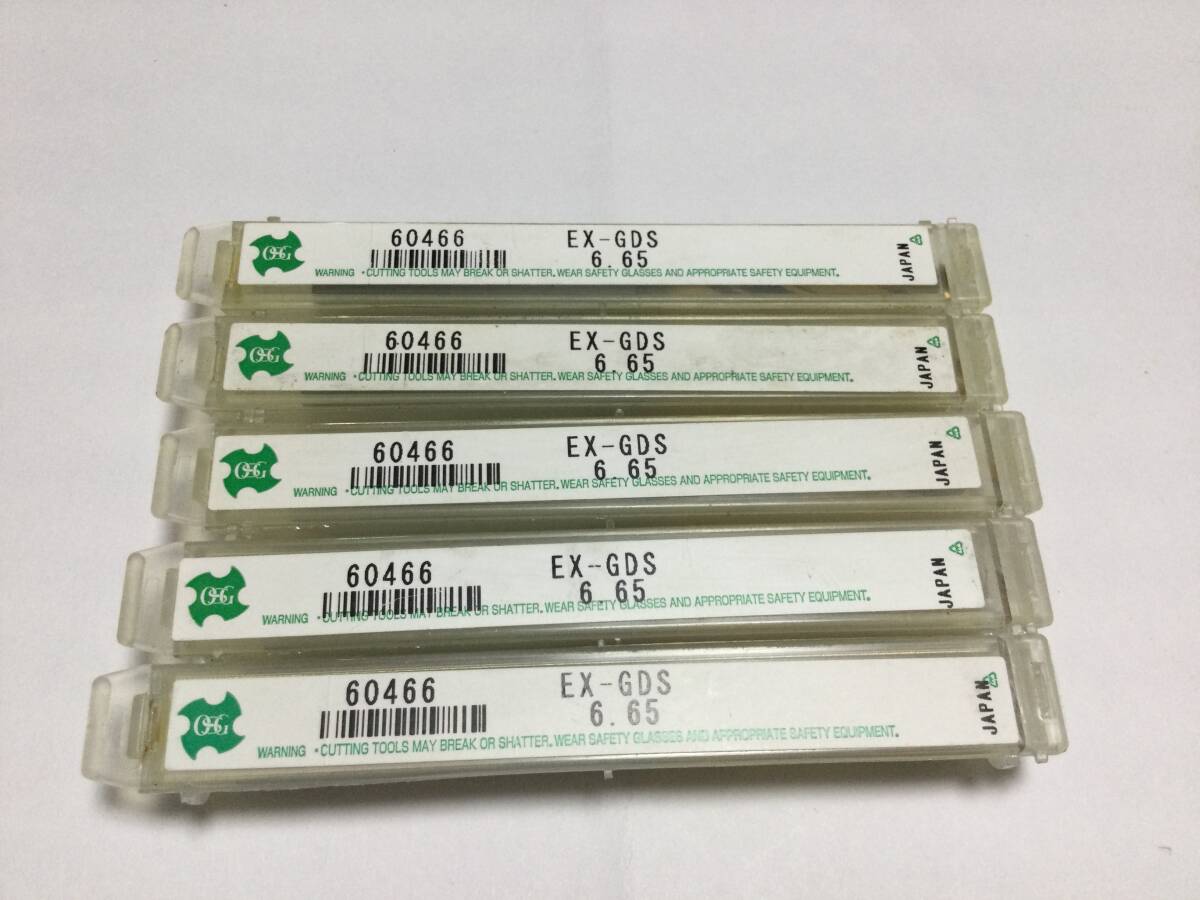 OSG
60466 EX-GDS
6.65
WARNING • CUTTING TOOLS MAY BREAK OR SHATTER. WEAR SAFETY GLASSES AND APPROPRIATE SAFETY EQUIPMENT.
JAPAN
OSG
60466 EX-GDS
6.65
WARNING • CUTTING TOOLS MAY BREAK OR SHATTER. WEAR SAFETY GLASSES AND APPROPRIATE SAFETY EQUIPMENT.
JAPAN
OSG
60466 EX-GDS
6.65
WARNING • CUTTING TOOLS MAY BREAK OR SHATTER. WEAR SAFETY GLASSES AND APPROPRIATE SAFETY EQUIPMENT.
JAPAN
OSG
60466 EX-GDS
6.65
WARNING • CUTTING TOOLS MAY BREAK OR SHATTER. WEAR SAFETY GLASSES AND APPROPRIATE SAFETY EQUIPMENT.
JAPAN
OSG
60466 EX-GDS
6.65
WARNING • CUTTING TOOLS MAY BREAK OR SHATTER. WEAR SAFETY GLASSES AND APPROPRIATE SAFETY EQUIPMENT.
JAPAN